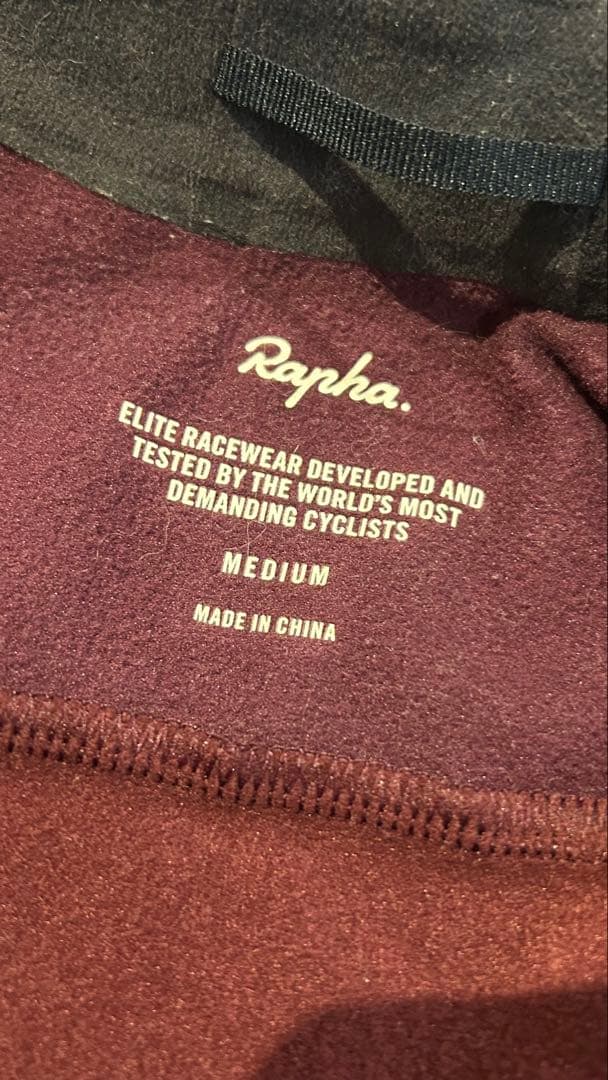 Rapha.
ELITE RACEWEAR DEVELOPED AND
TESTED BY THE WORLD'S MOST
DEMANDING CYCLISTS
MEDIUM
MADE IN CHINA